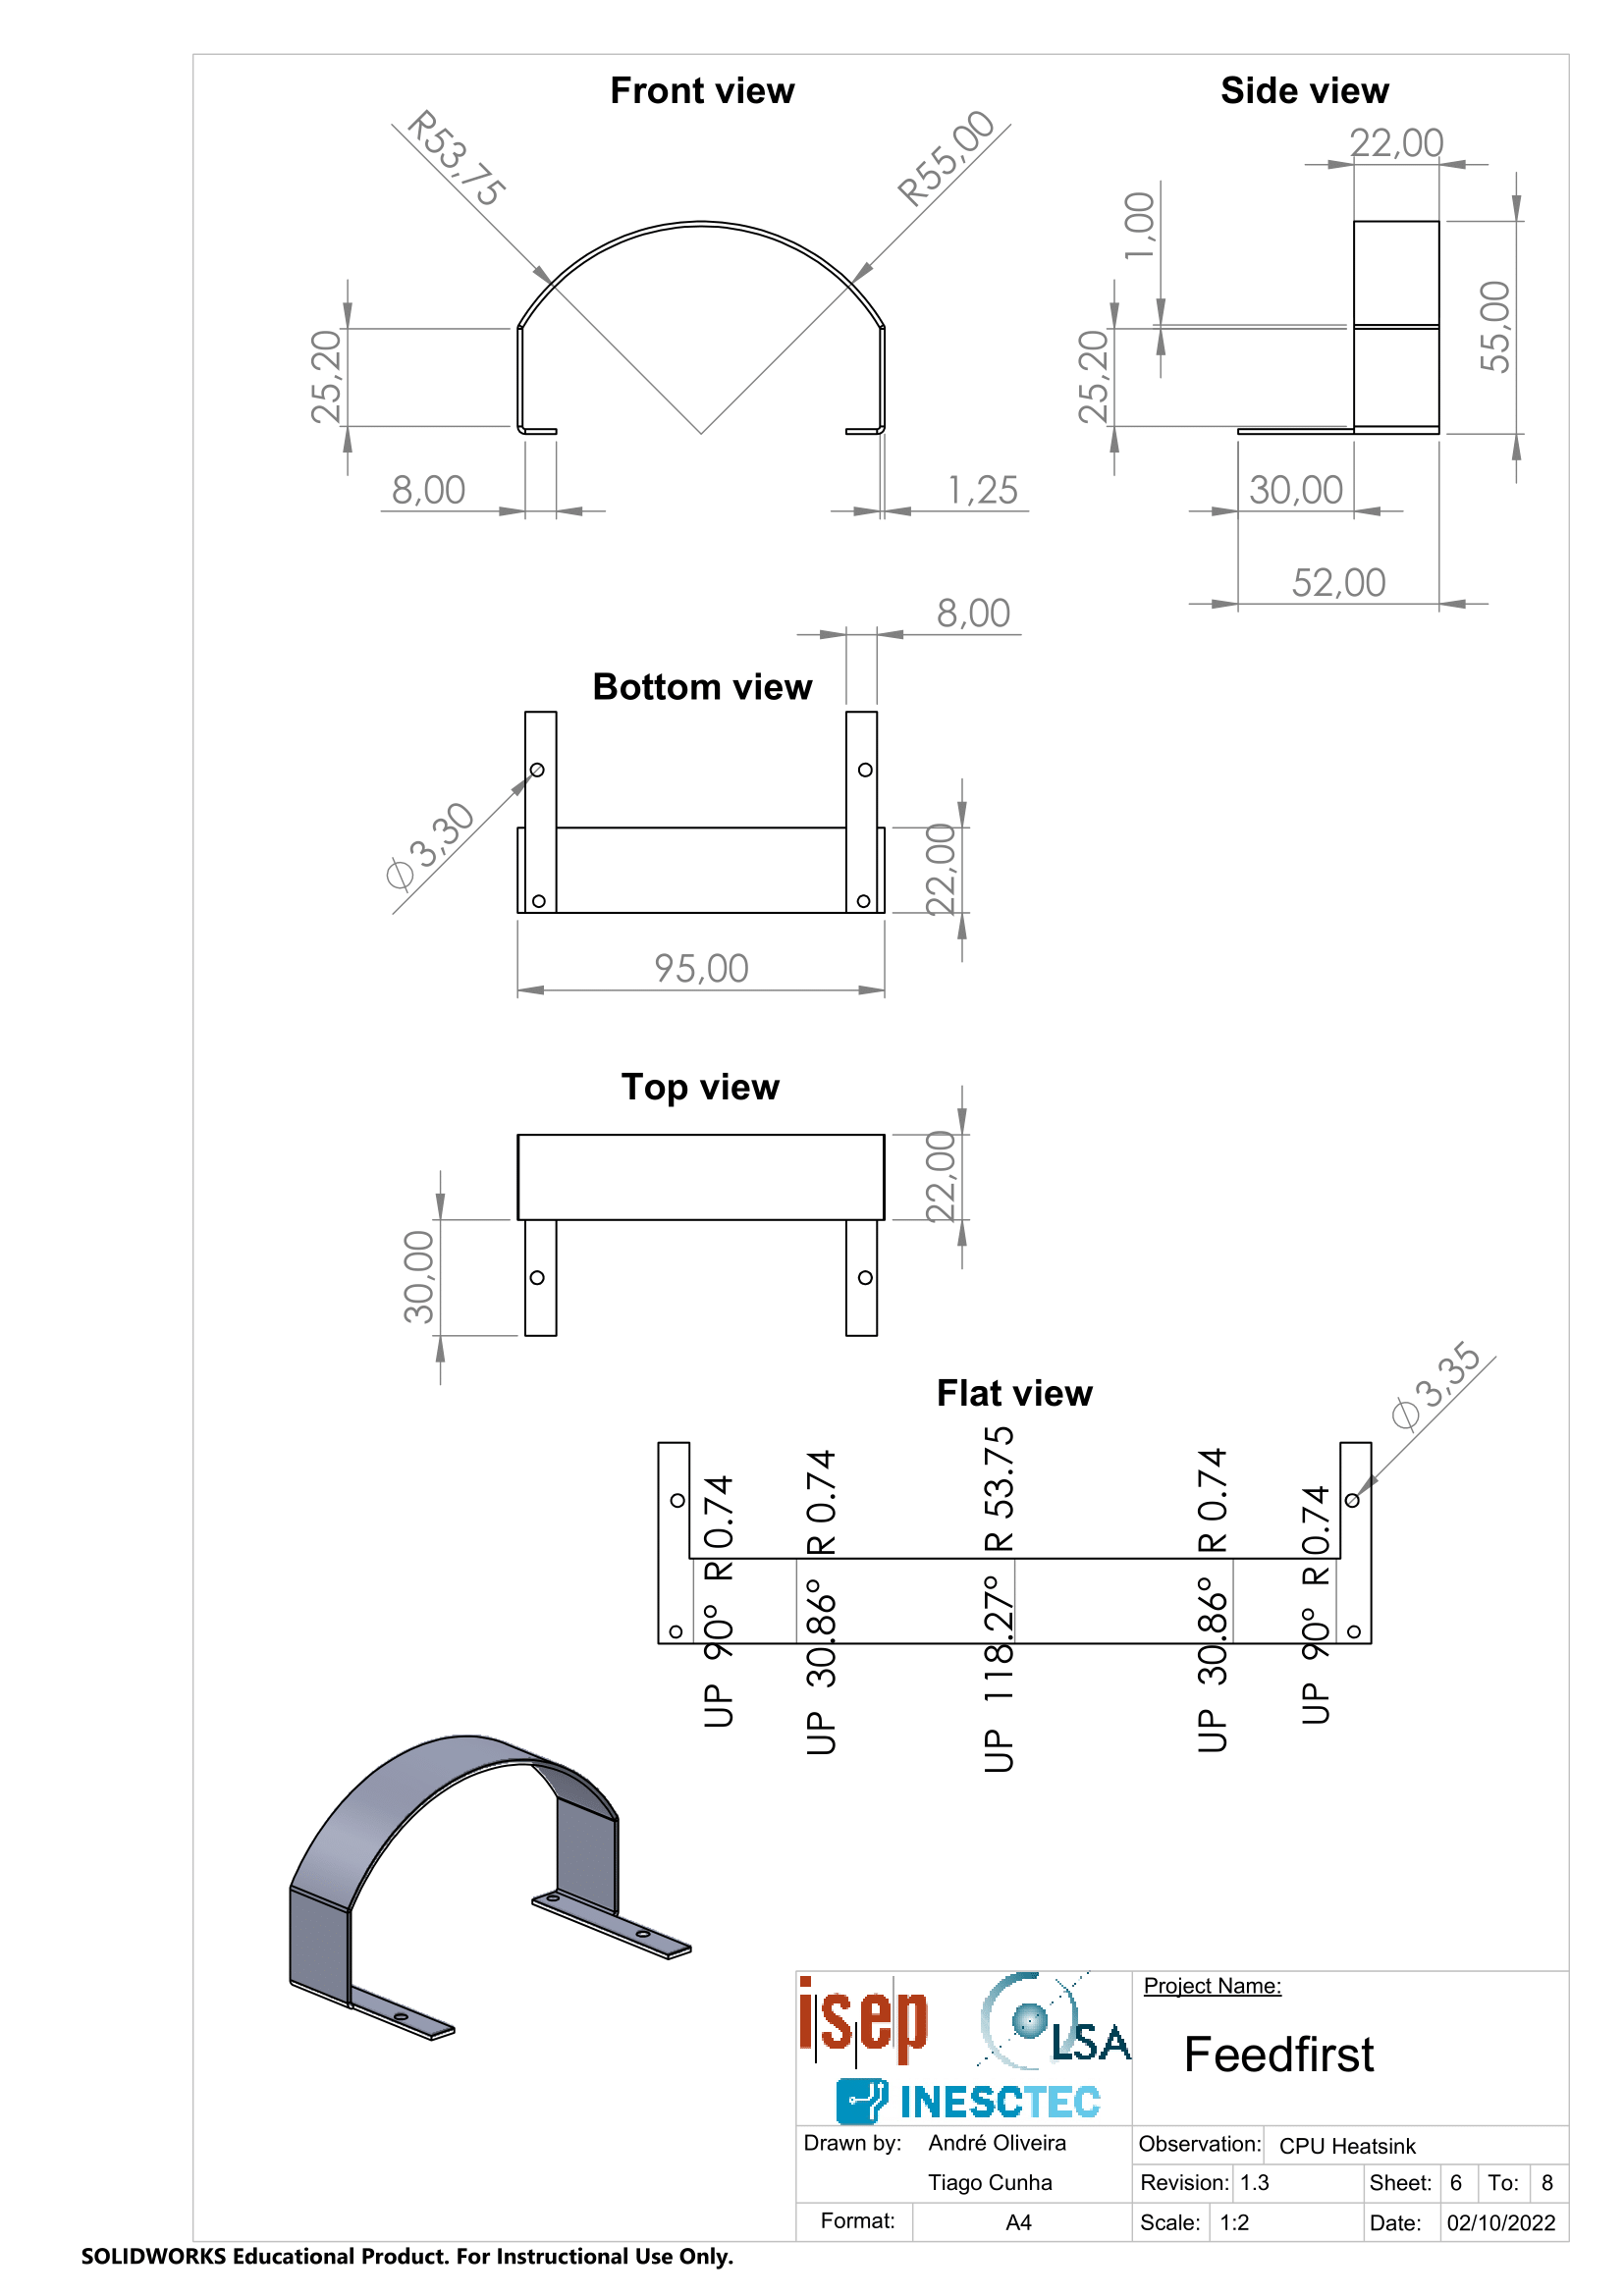 Front view
Side view
R53,75
R55,00
22,00
1,00
25,20
25,20
55,00
8,00
1,25
30,00
52,00
8,00
Bottom view
∅ 3,30
22,00
95,00
Top view
22,00
30,00
∅ 3,35
Flat view
UP 90° R 0.74
UP 30.86° R 0.74
UP 118.27° R 53.75
UP 30.86° R 0.74
UP 90° R 0.74
isep
LSA
INESCTEC
Project Name:
Feedfirst
Drawn by: André Oliveira
Tiago Cunha
Observation: CPU Heatsink
Revision: 1.3 Sheet: 6 To: 8
Format: A4
Scale: 1:2 Date: 02/10/2022
SOLIDWORKS Educational Product. For Instructional Use Only.